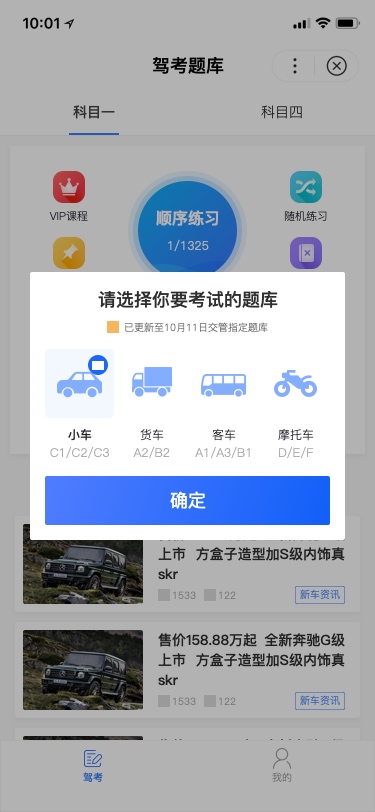 10:01
驾考题库
科目一
科目四
VIP课程
顺序练习
1/1325
随机练习
请选择你要考试的题库
已更新至10月11日交管指定题库
小车
货车
客车
摩托车
C1/C2/C3
A2/B2
A1/A3/B1
D/E/F
确定
上市 方盒子造型加S级内饰真
skr
1533
122
新车资讯
售价158.88万起 全新奔驰G级
上市 方盒子造型加S级内饰真
skr
1533
122
新车资讯
驾考
我的